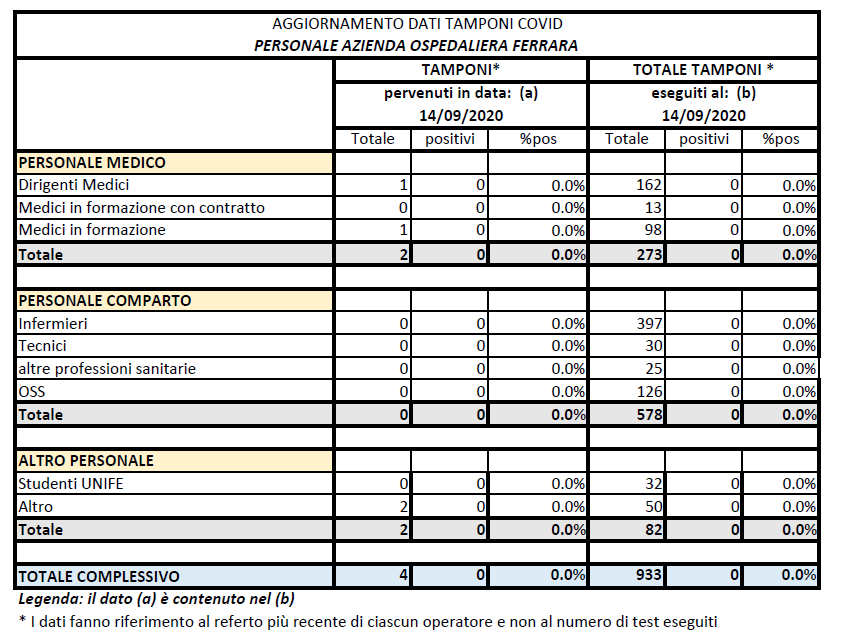 AGGIORNAMENTO DATI TAMPONI COVID
PERSONALE AZIENDA OSPEDALIERA FERRARA
TAMPONI* TOTALE TAMPONI *
pervenuti in data: (a) eseguiti al: (b)
14/09/2020 14/09/2020
Totale positivi %pos Totale positivi %pos
PERSONALE MEDICO
Dirigenti Medici 1 0 0.0% 162 0 0.0%
Medici in formazione con contratto 0 0 0.0% 13 0 0.0%
Medici in formazione 1 0 0.0% 98 0 0.0%
Totale 2 0 0.0% 273 0 0.0%
PERSONALE COMPARTO
Infermieri 0 0 0.0% 397 0 0.0%
Tecnici 0 0 0.0% 30 0 0.0%
altre professioni sanitarie 0 0 0.0% 25 0 0.0%
OSS 0 0 0.0% 126 0 0.0%
Totale 0 0 0.0% 578 0 0.0%
ALTRO PERSONALE
Studenti UNIFE 0 0 0.0% 32 0 0.0%
Altro 2 0 0.0% 50 0 0.0%
Totale 2 0 0.0% 82 0 0.0%
TOTALE COMPLESSIVO 4 0 0.0% 933 0 0.0%
Legenda: il dato (a) è contenuto nel (b)
* I dati fanno riferimento al referto più recente di ciascun operatore e non al numero di test eseguiti